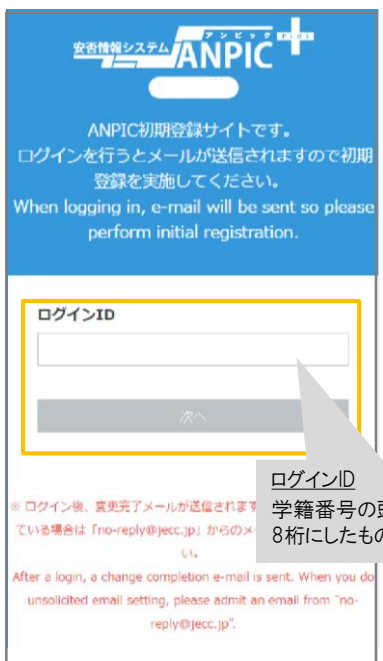 アンピック PLUS
安否情報システム ANPIC
ANPIC初期登録サイトです。
ログインを行うとメールが送信されますので初期
登録を実施してください。
When logging in, e-mail will be sent so please
perform initial registration.
ログインID
次へ
ログインID
学籍番号の
8桁にしたもの
※ ログイン後、変更完了メールが送信されます
ている場合は「no-reply@jecc.jp」からのメ
い。
After a login, a change completion e-mail is sent. When you do
unsolicited email setting, please admit an email from "no-
reply@jecc.jp".